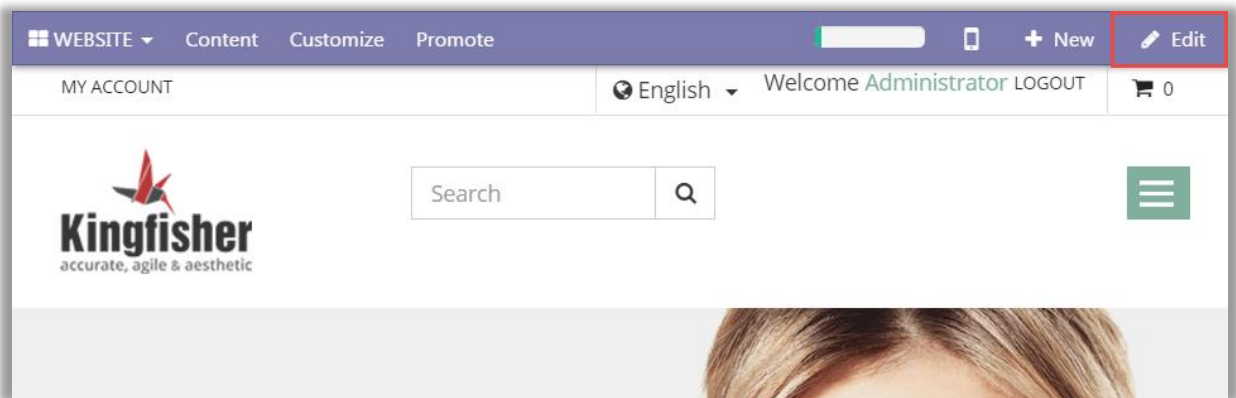 WEBSITE Content Customize Promote New Edit
MY ACCOUNT English Welcome Administrator LOGOUT 0
Search
Kingfisher
accurate, agile & aesthetic